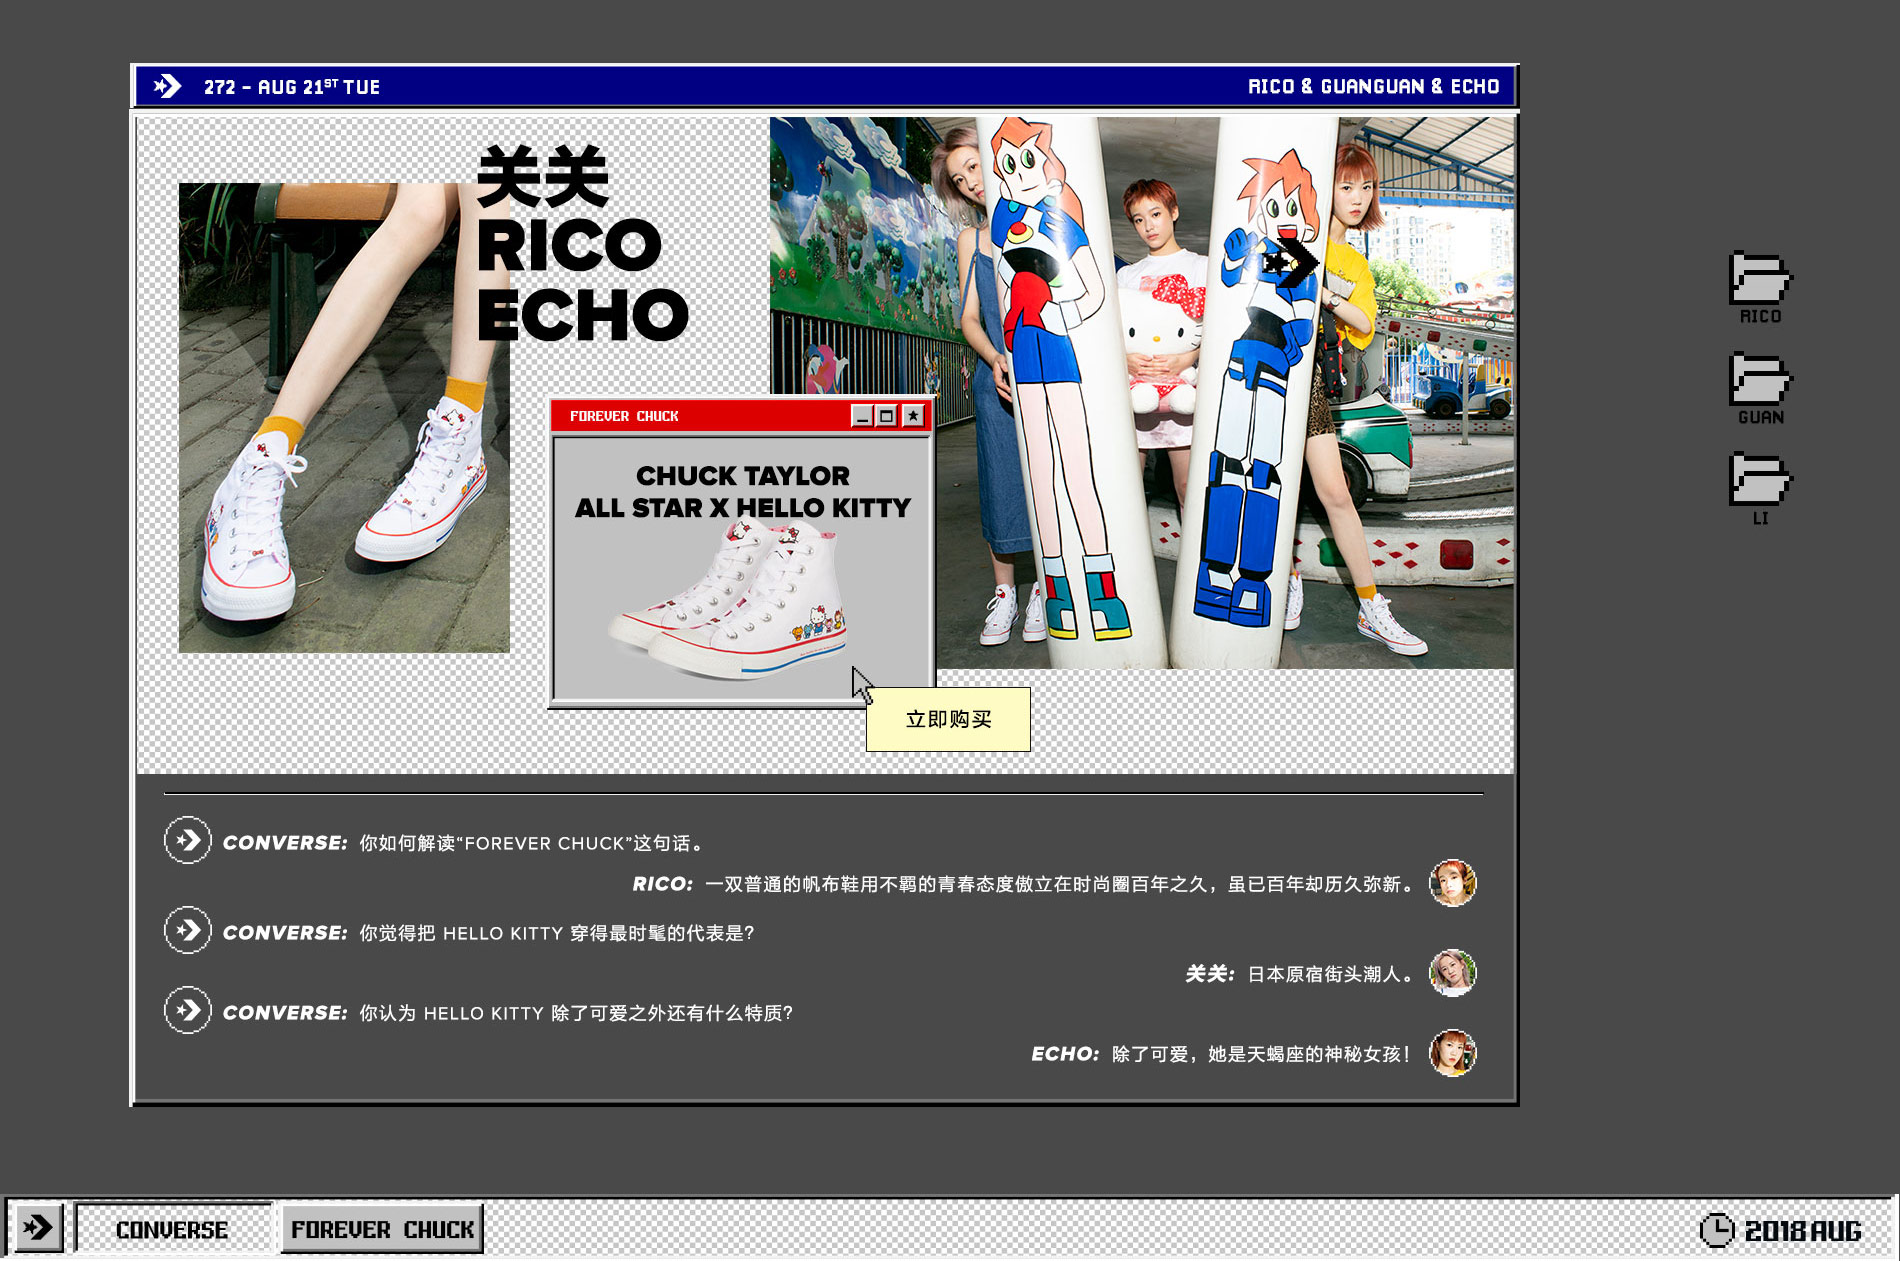 272 - AUG 21ST TUE
RICO & GUANGUAN & ECHO
关关
RICO
ECHO
FOREVER CHUCK
CHUCK TAYLOR
ALL STAR X HELLO KITTY
立即购买
RICO
GUAN
LI
CONVERSE: 你如何解读“FOREVER CHUCK”这句话。
RICO: 一双普通的帆布鞋用不羁的青春态度傲立在时尚圈百年之久，虽已百年却历久弥新。
CONVERSE: 你觉得把 HELLO KITTY 穿得最时髦的代表是？
关关: 日本原宿街头潮人。
CONVERSE: 你认为 HELLO KITTY 除了可爱之外还有什么特质？
ECHO: 除了可爱，她是天蝎座的神秘女孩！
CONVERSE
FOREVER CHUCK
2018 AUG